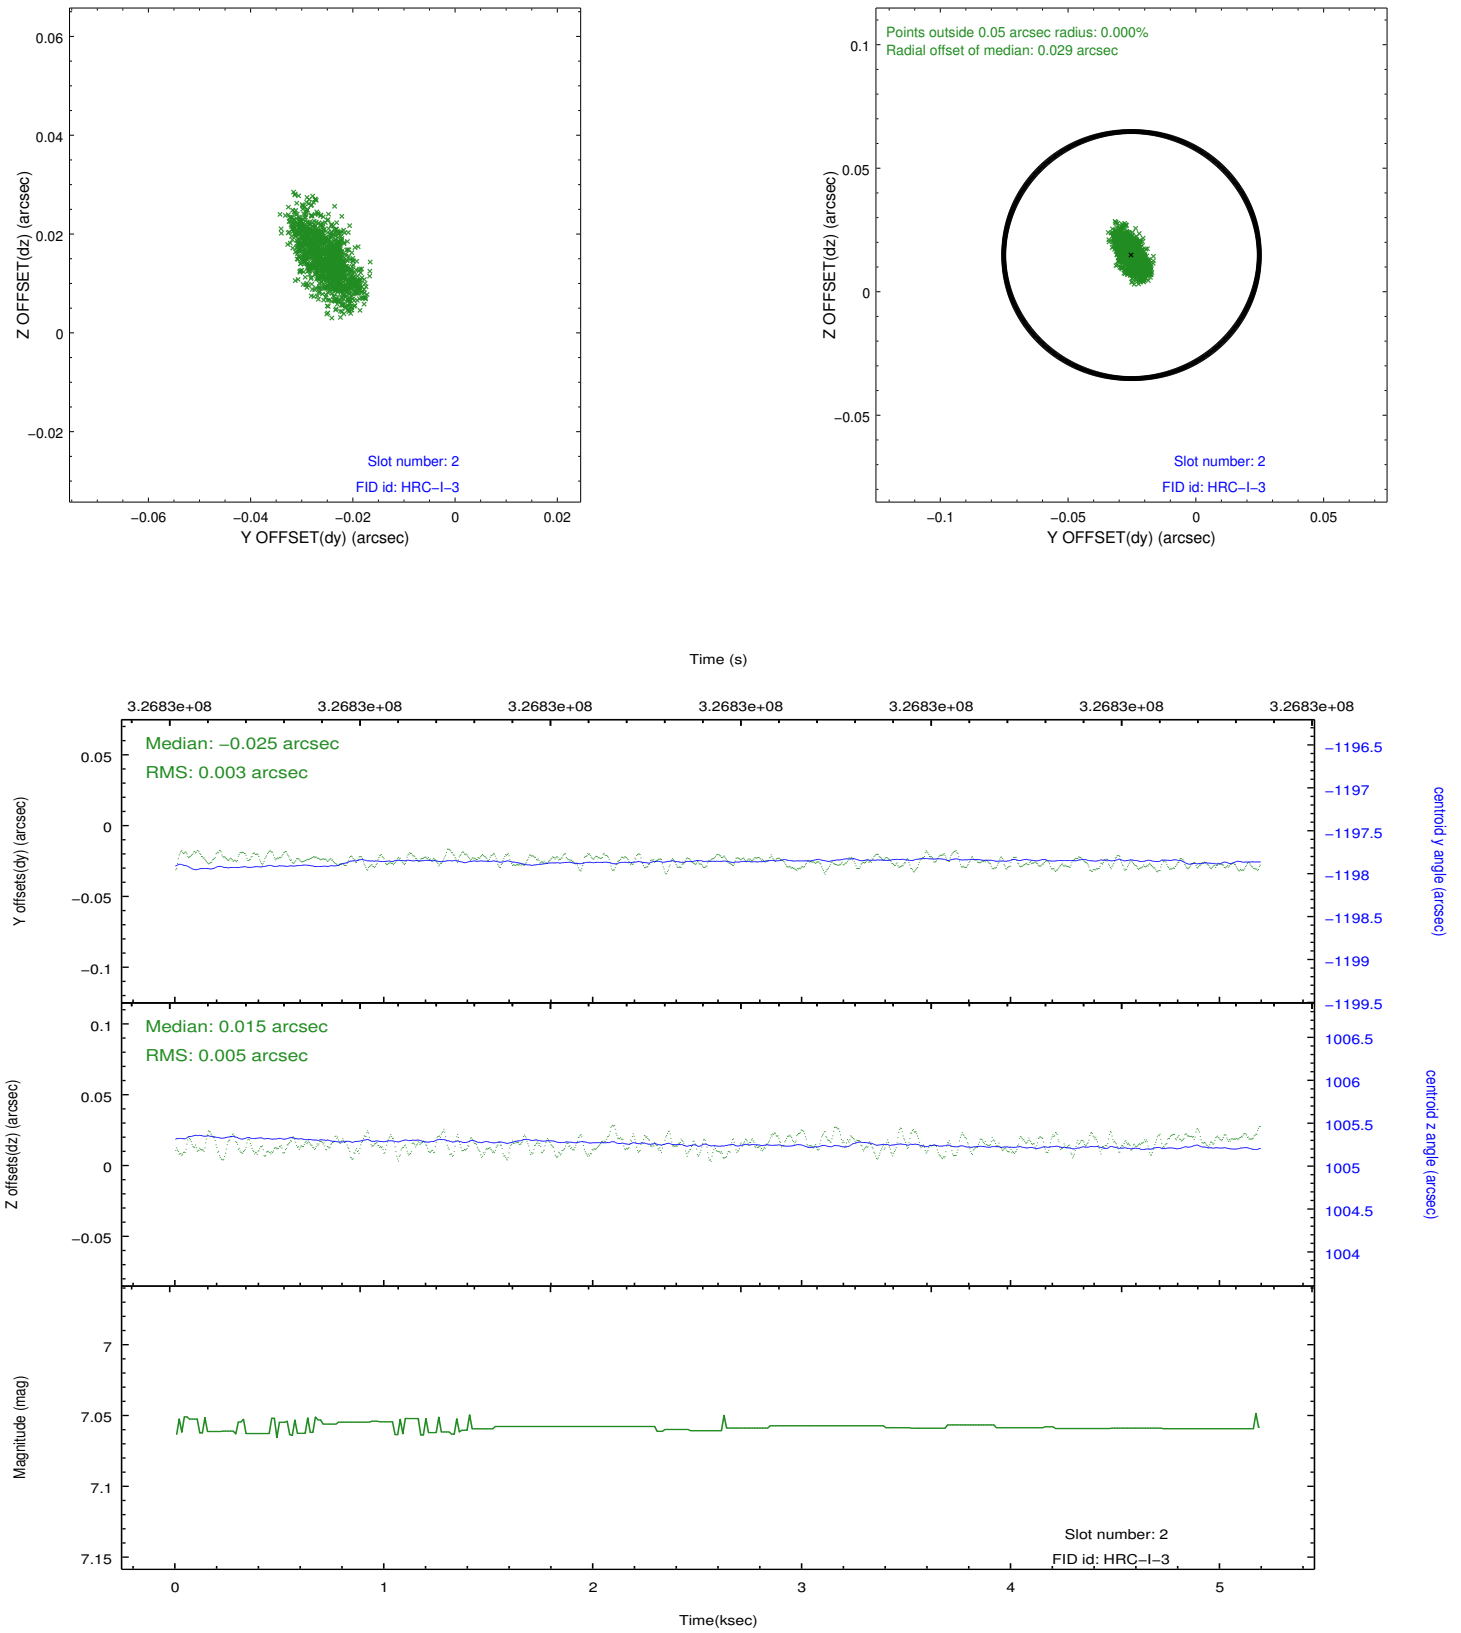 0.06
0.04
0.02
0
−0.02
Z OFFSET(dz) (arcsec)
Slot number: 2
FID id: HRC−I−3
−0.06 −0.04 −0.02 0 0.02
Y OFFSET(dy) (arcsec)
Points outside 0.05 arcsec radius: 0.000%
Radial offset of median: 0.029 arcsec
0.1
0.05
0
−0.05
Z OFFSET(dz) (arcsec)
Slot number: 2
FID id: HRC−I−3
−0.1 −0.05 0 0.05
Y OFFSET(dy) (arcsec)
Time (s)
3.2683e+08 3.2683e+08 3.2683e+08 3.2683e+08 3.2683e+08 3.2683e+08 3.2683e+08
Median: −0.025 arcsec
RMS: 0.003 arcsec
0.05
0
−0.05
−0.1
Y offsets(dy) (arcsec)
−1196.5
−1197
−1197.5
−1198
−1198.5
−1199
−1199.5
centroid y angle (arcsec)
Median: 0.015 arcsec
RMS: 0.005 arcsec
0.1
0.05
0
−0.05
Z offsets(dz) (arcsec)
1006.5
1006
1005.5
1005
1004.5
1004
centroid z angle (arcsec)
7
7.05
7.1
7.15
Magnitude (mag)
Slot number: 2
FID id: HRC−I−3
0 1 2 3 4 5
Time(ksec)